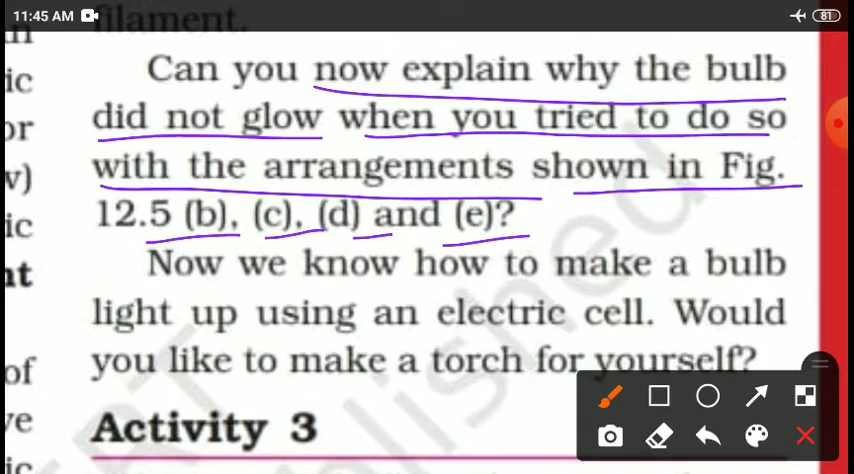 11:45 AM
81
filament.
Can you now explain why the bulb
did not glow when you tried to do so
with the arrangements shown in Fig.
12.5 (b), (c), (d) and (e)?
Now we know how to make a bulb
light up using an electric cell. Would
you like to make a torch for yourself?
Activity 3
ic
or
v)
ic
nt
of
ve
ic